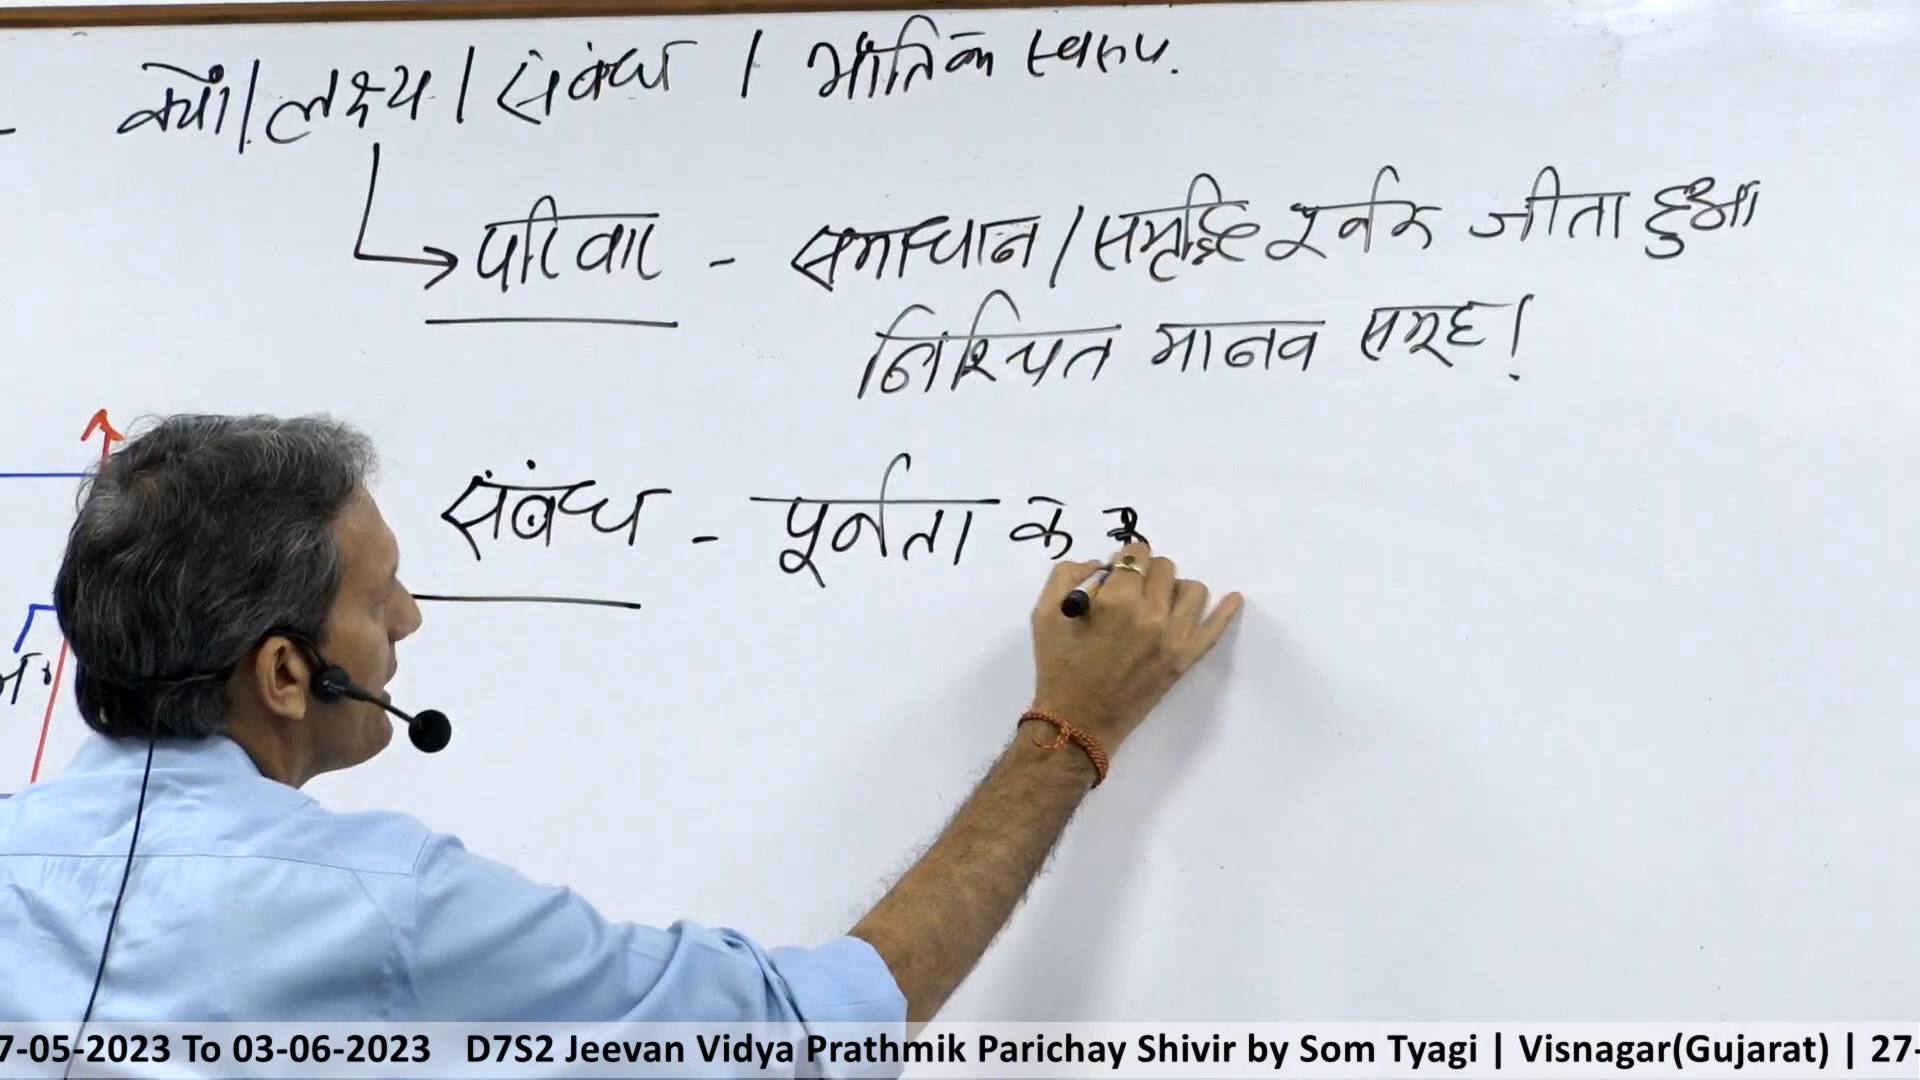 क्यों / लक्ष्य / संबंध / भौतिक स्वरूप.
परिवार - समाधान / समृद्धि पूर्वक जीता हुआ
निश्चित मानव समूह!
संबंध - पूर्नता के
7-05-2023 To 03-06-2023 D7S2 Jeevan Vidya Prathmik Parichay Shivir by Som Tyagi | Visnagar(Gujarat) | 27-